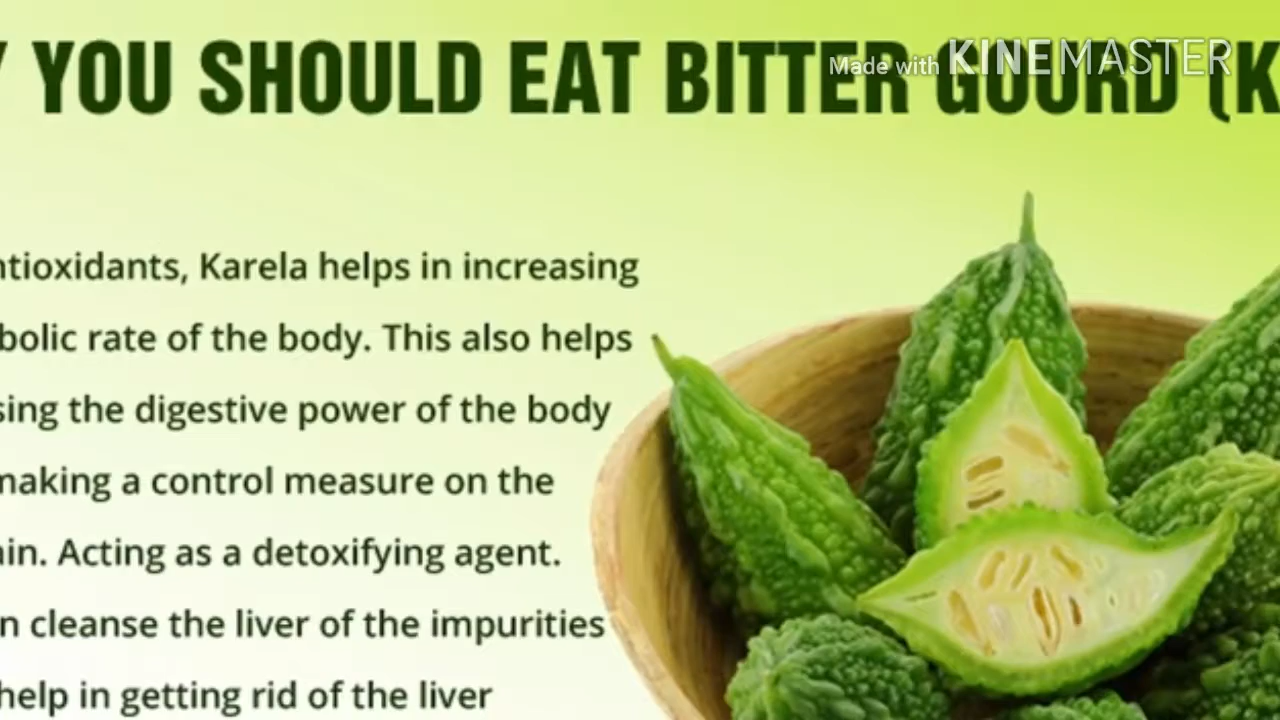 YOU SHOULD EAT BITTER GOURD (K
Made with KINEMASTER
ntioxidants, Karela helps in increasing
bolic rate of the body. This also helps
sing the digestive power of the body
making a control measure on the
ain. Acting as a detoxifying agent.
n cleanse the liver of the impurities
help in getting rid of the liver